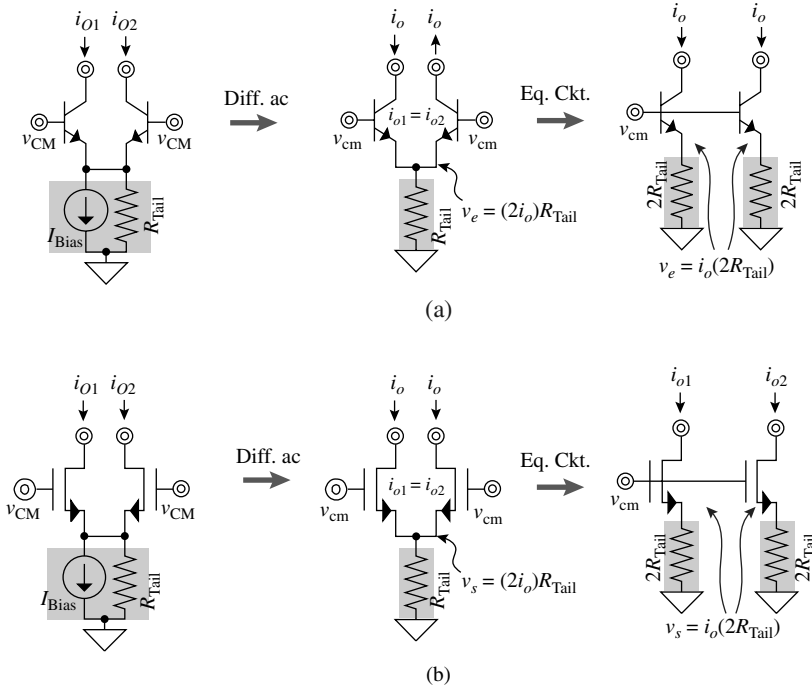 i_O1 i_O2
v_CM v_CM
I_Bias R_Tail
Diff. ac
i_o i_o
i_o1 = i_o2
v_cm v_cm
R_Tail
v_e = (2i_o)R_Tail
Eq. Ckt.
i_o i_o
v_cm
2R_Tail 2R_Tail
v_e = i_o(2R_Tail)
(a)
i_O1 i_O2
v_CM v_CM
I_Bias R_Tail
Diff. ac
i_o i_o
i_o1 = i_o2
v_cm v_cm
R_Tail
v_s = (2i_o)R_Tail
Eq. Ckt.
i_o1 i_o2
v_cm
2R_Tail 2R_Tail
v_s = i_o(2R_Tail)
(b)